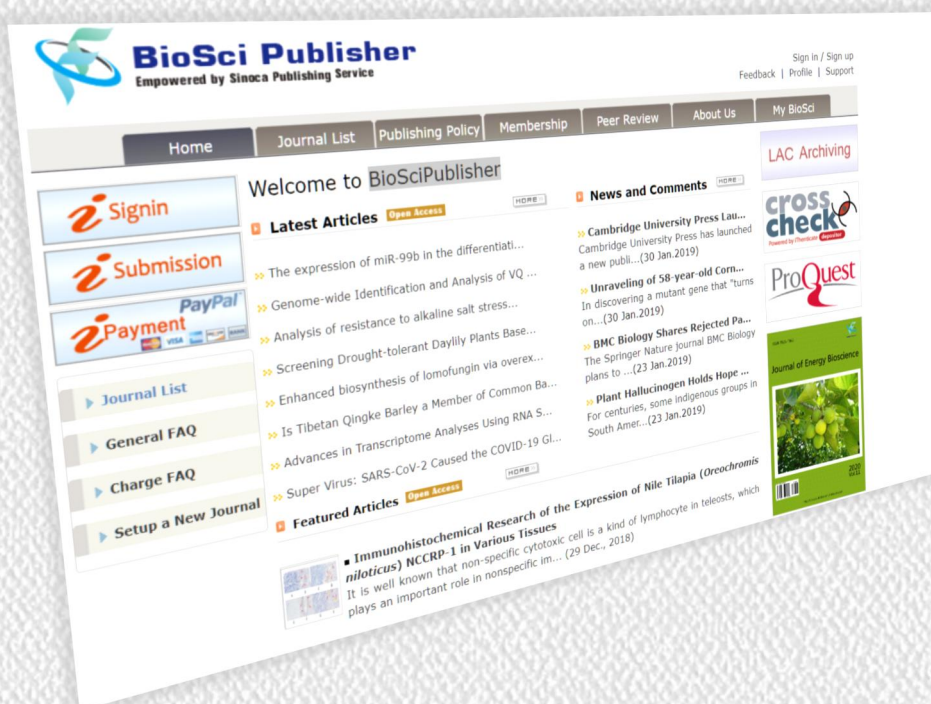 BioSci Publisher
Empowered by Sinoca Publishing Service
Sign in / Sign up
Feedback | Profile | Support
Home
Journal List
Publishing Policy
Membership
Peer Review
About Us
My BioSci
Signin
Submission
PayPal
Payment
VISA
Journal List
General FAQ
Charge FAQ
Setup a New Journal
Welcome to BioSciPublisher
Latest Articles Open Access MORE
The expression of miR-99b in the differentiati...
Genome-wide Identification and Analysis of VQ ...
Analysis of resistance to alkaline salt stress...
Screening Drought-tolerant Daylily Plants Base...
Enhanced biosynthesis of lomofungin via overex...
Is Tibetan Qingke Barley a Member of Common Ba...
Advances in Transcriptome Analyses Using RNA S...
Super Virus: SARS-CoV-2 Caused the COVID-19 Gl...
Featured Articles Open Access MORE
Immunohistochemical Research of the Expression of Nile Tilapia (Oreochromis
niloticus) NCCRP-1 in Various Tissues
It is well known that non-specific cytotoxic cell is a kind of lymphocyte in teleosts, which
plays an important role in nonspecific im... (29 Dec., 2018)
News and Comments MORE
Cambridge University Press Lau...
Cambridge University Press has launched
a new publi...(30 Jan.2019)
Unraveling of 58-year-old Corn...
In discovering a mutant gene that "turns
on...(30 Jan.2019)
BMC Biology Shares Rejected Pa...
The Springer Nature journal BMC Biology
plans to ...(23 Jan.2019)
Plant Hallucinogen Holds Hope ...
For centuries, some indigenous groups in
South Amer...(23 Jan.2019)
LAC Archiving
cross
check
Powered by iThenticate depositor
ProQuest
Journal of Energy Bioscience
2020